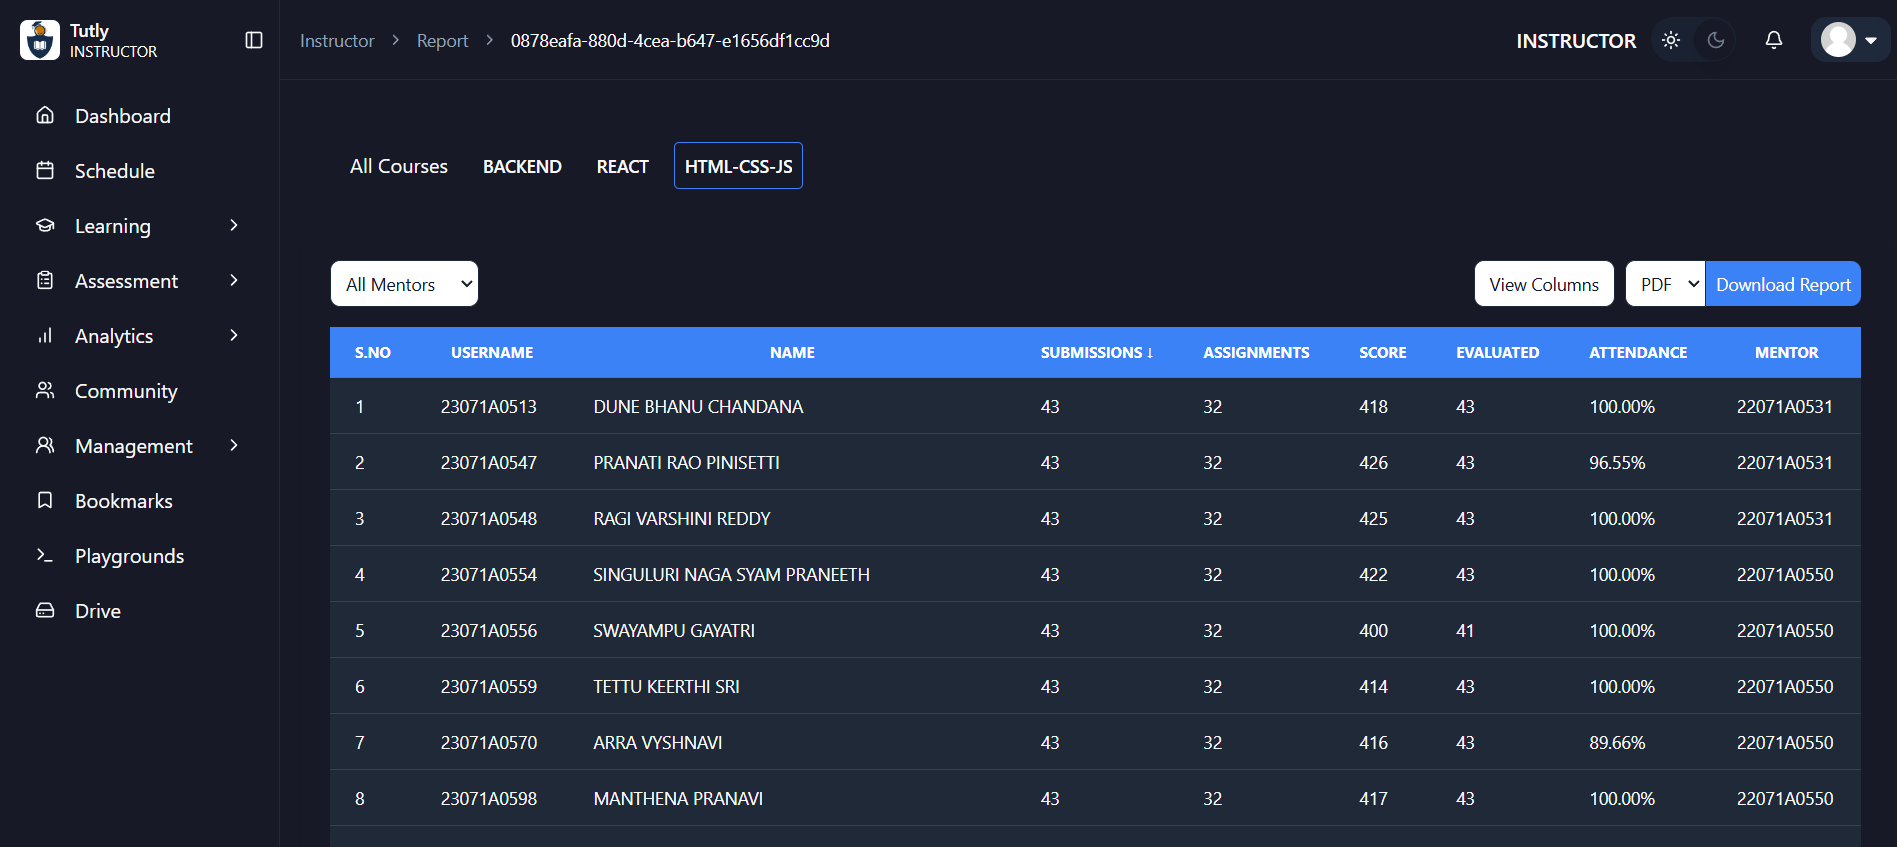 Tutly
INSTRUCTOR
Instructor > Report > 0878eafa-880d-4cea-b647-e1656df1cc9d
INSTRUCTOR
Dashboard
Schedule
Learning
Assessment
Analytics
Community
Management
Bookmarks
Playgrounds
Drive
All Courses BACKEND REACT HTML-CSS-JS
All Mentors View Columns PDF Download Report
S.NO USERNAME NAME SUBMISSIONS ↓ ASSIGNMENTS SCORE EVALUATED ATTENDANCE MENTOR
1 23071A0513 DUNE BHANU CHANDANA 43 32 418 43 100.00% 22071A0531
2 23071A0547 PRANATI RAO PINISETTI 43 32 426 43 96.55% 22071A0531
3 23071A0548 RAGI VARSHINI REDDY 43 32 425 43 100.00% 22071A0531
4 23071A0554 SINGULURI NAGA SYAM PRANEETH 43 32 422 43 100.00% 22071A0550
5 23071A0556 SWAYAMPU GAYATRI 43 32 400 41 100.00% 22071A0550
6 23071A0559 TETTU KEERTHI SRI 43 32 414 43 100.00% 22071A0550
7 23071A0570 ARRA VYSHNAVI 43 32 416 43 89.66% 22071A0550
8 23071A0598 MANTHENA PRANAVI 43 32 417 43 100.00% 22071A0550